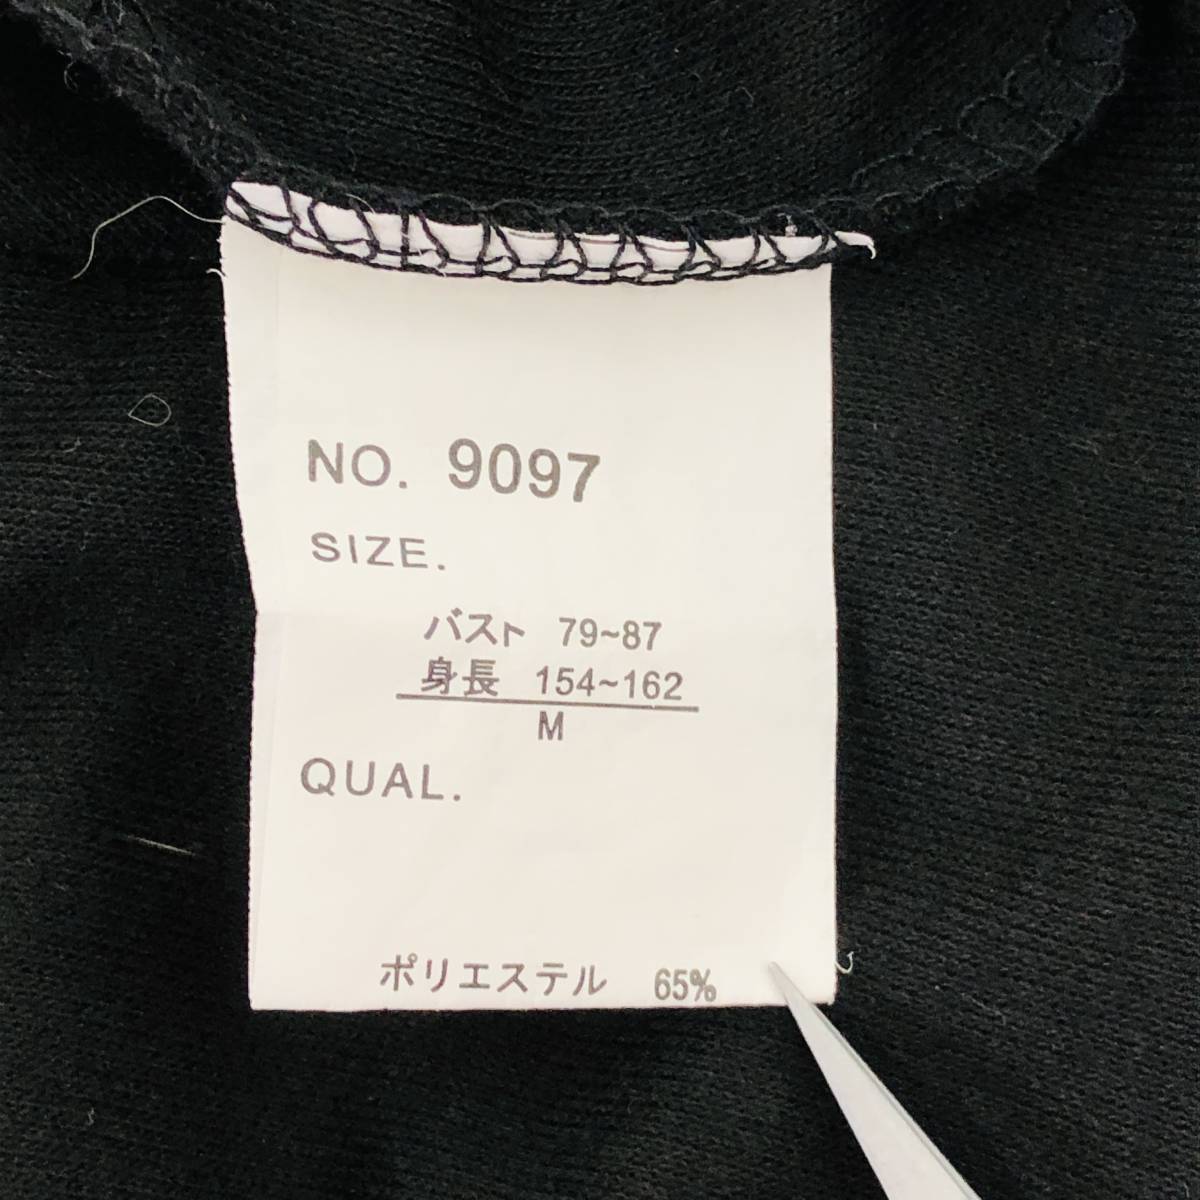 NO. 9097
SIZE.
バスト 79~87
身長 154~162
M
QUAL.
ポリエステル 65%